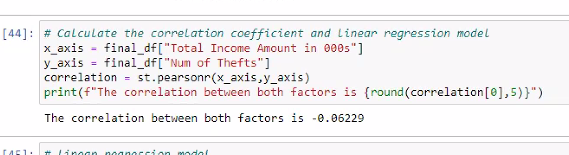 [44]: # Calculate the correlation coefficient and linear regression model
x_axis = final_df["Total Income Amount in 000s"]
y_axis = final_df["Num of Thefts"]
correlation = st.pearsonr(x_axis,y_axis)
print(f"The correlation between both factors is {round(correlation[0],5)}")
The correlation between both factors is -0.06229
[45]: # Linear regression model